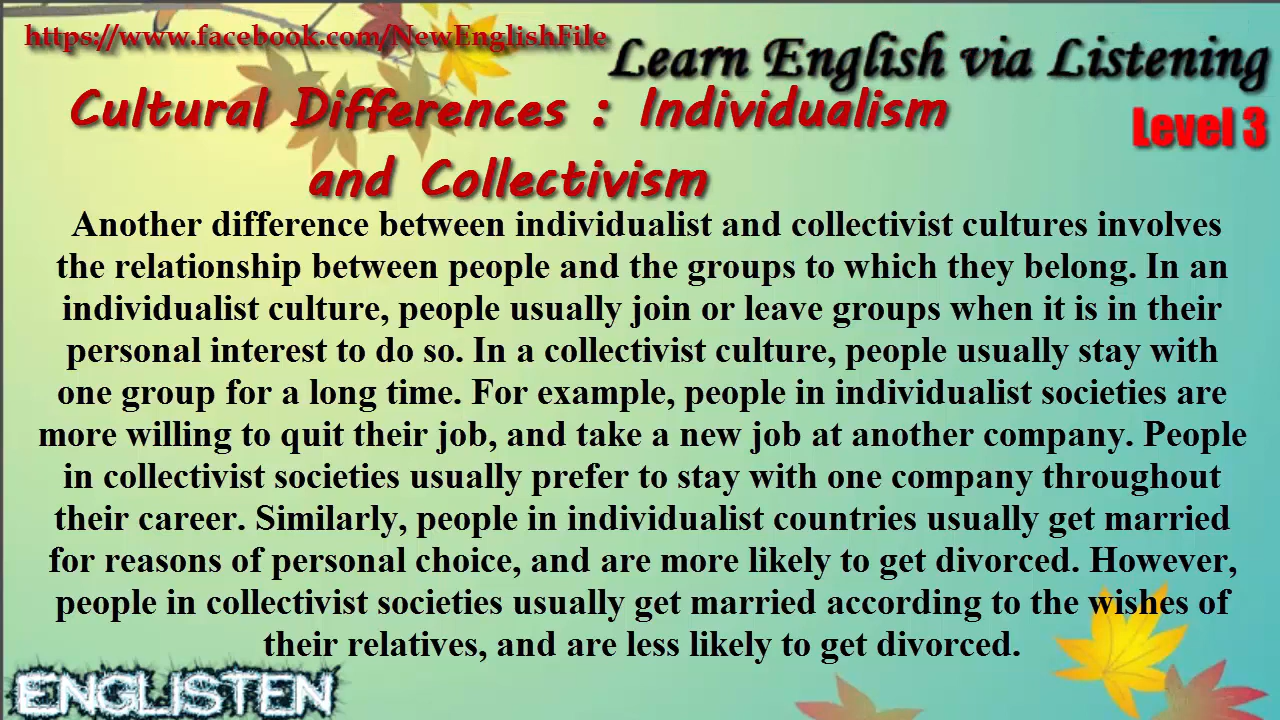 https://www.facebook.com/NewEnglishFile
Learn English via Listening
Cultural Differences : Individualism
Level 3
and Collectivism
Another difference between individualist and collectivist cultures involves
the relationship between people and the groups to which they belong. In an
individualist culture, people usually join or leave groups when it is in their
personal interest to do so. In a collectivist culture, people usually stay with
one group for a long time. For example, people in individualist societies are
more willing to quit their job, and take a new job at another company. People
in collectivist societies usually prefer to stay with one company throughout
their career. Similarly, people in individualist countries usually get married
for reasons of personal choice, and are more likely to get divorced. However,
people in collectivist societies usually get married according to the wishes of
their relatives, and are less likely to get divorced.
ENGLISTEN